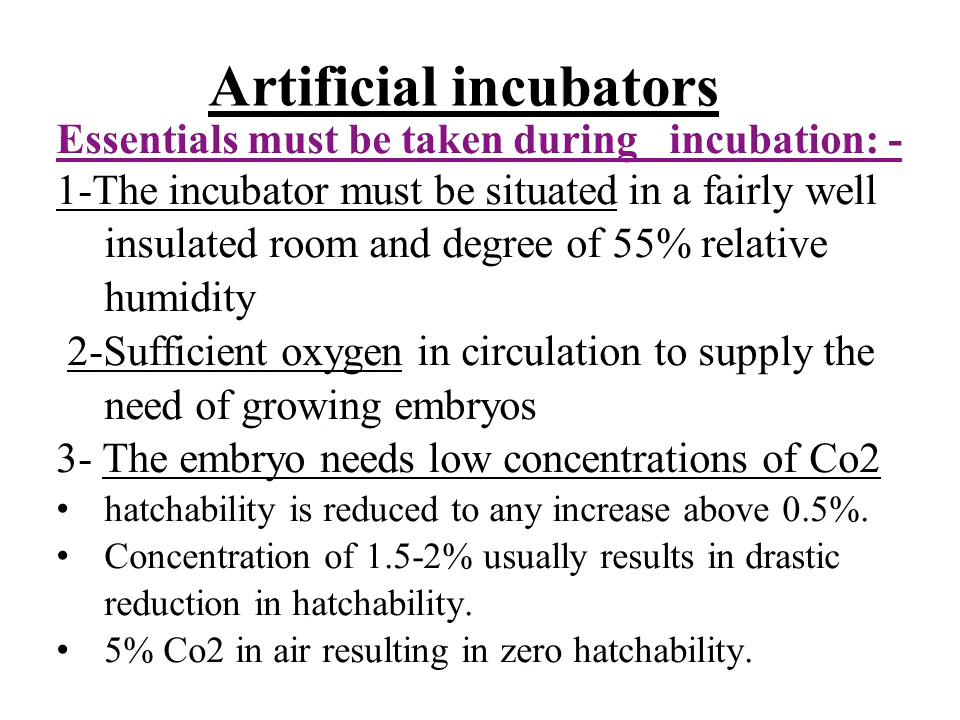 Artificial incubators
Essentials must be taken during incubation: -
1-The incubator must be situated in a fairly well
insulated room and degree of 55% relative
humidity
2-Sufficient oxygen in circulation to supply the
need of growing embryos
3- The embryo needs low concentrations of Co2
• hatchability is reduced to any increase above 0.5%.
• Concentration of 1.5-2% usually results in drastic
reduction in hatchability.
• 5% Co2 in air resulting in zero hatchability.